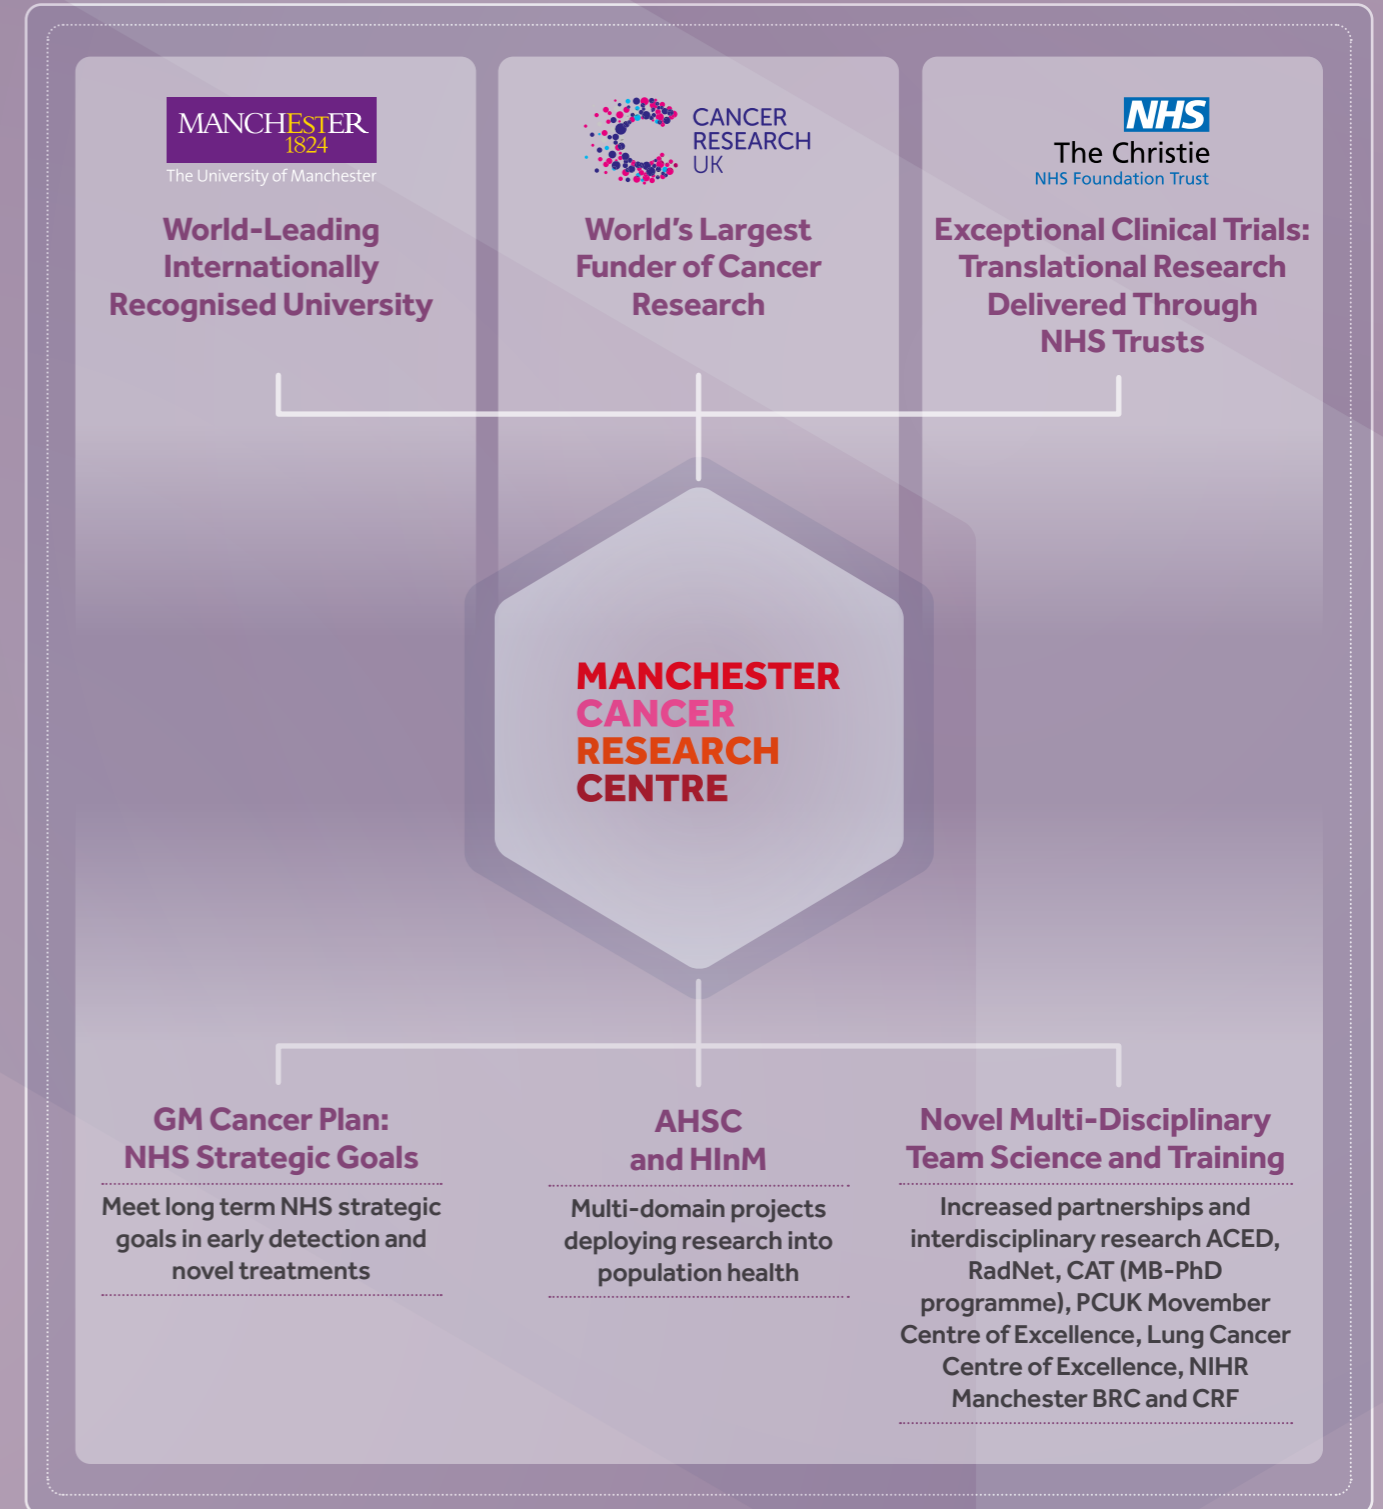 MANCHESTER
1824
The University of Manchester
World-Leading
Internationally
Recognised University
CANCER
RESEARCH
UK
World's Largest
Funder of Cancer
Research
NHS
The Christie
NHS Foundation Trust
Exceptional Clinical Trials:
Translational Research
Delivered Through
NHS Trusts
MANCHESTER
CANCER
RESEARCH
CENTRE
GM Cancer Plan:
NHS Strategic Goals
Meet long term NHS strategic
goals in early detection and
novel treatments
AHSC
and HInM
Multi-domain projects
deploying research into
population health
Novel Multi-Disciplinary
Team Science and Training
Increased partnerships and
interdisciplinary research ACED,
RadNet, CAT (MB-PhD
programme), PCUK Movember
Centre of Excellence, Lung Cancer
Centre of Excellence, NIHR
Manchester BRC and CRF